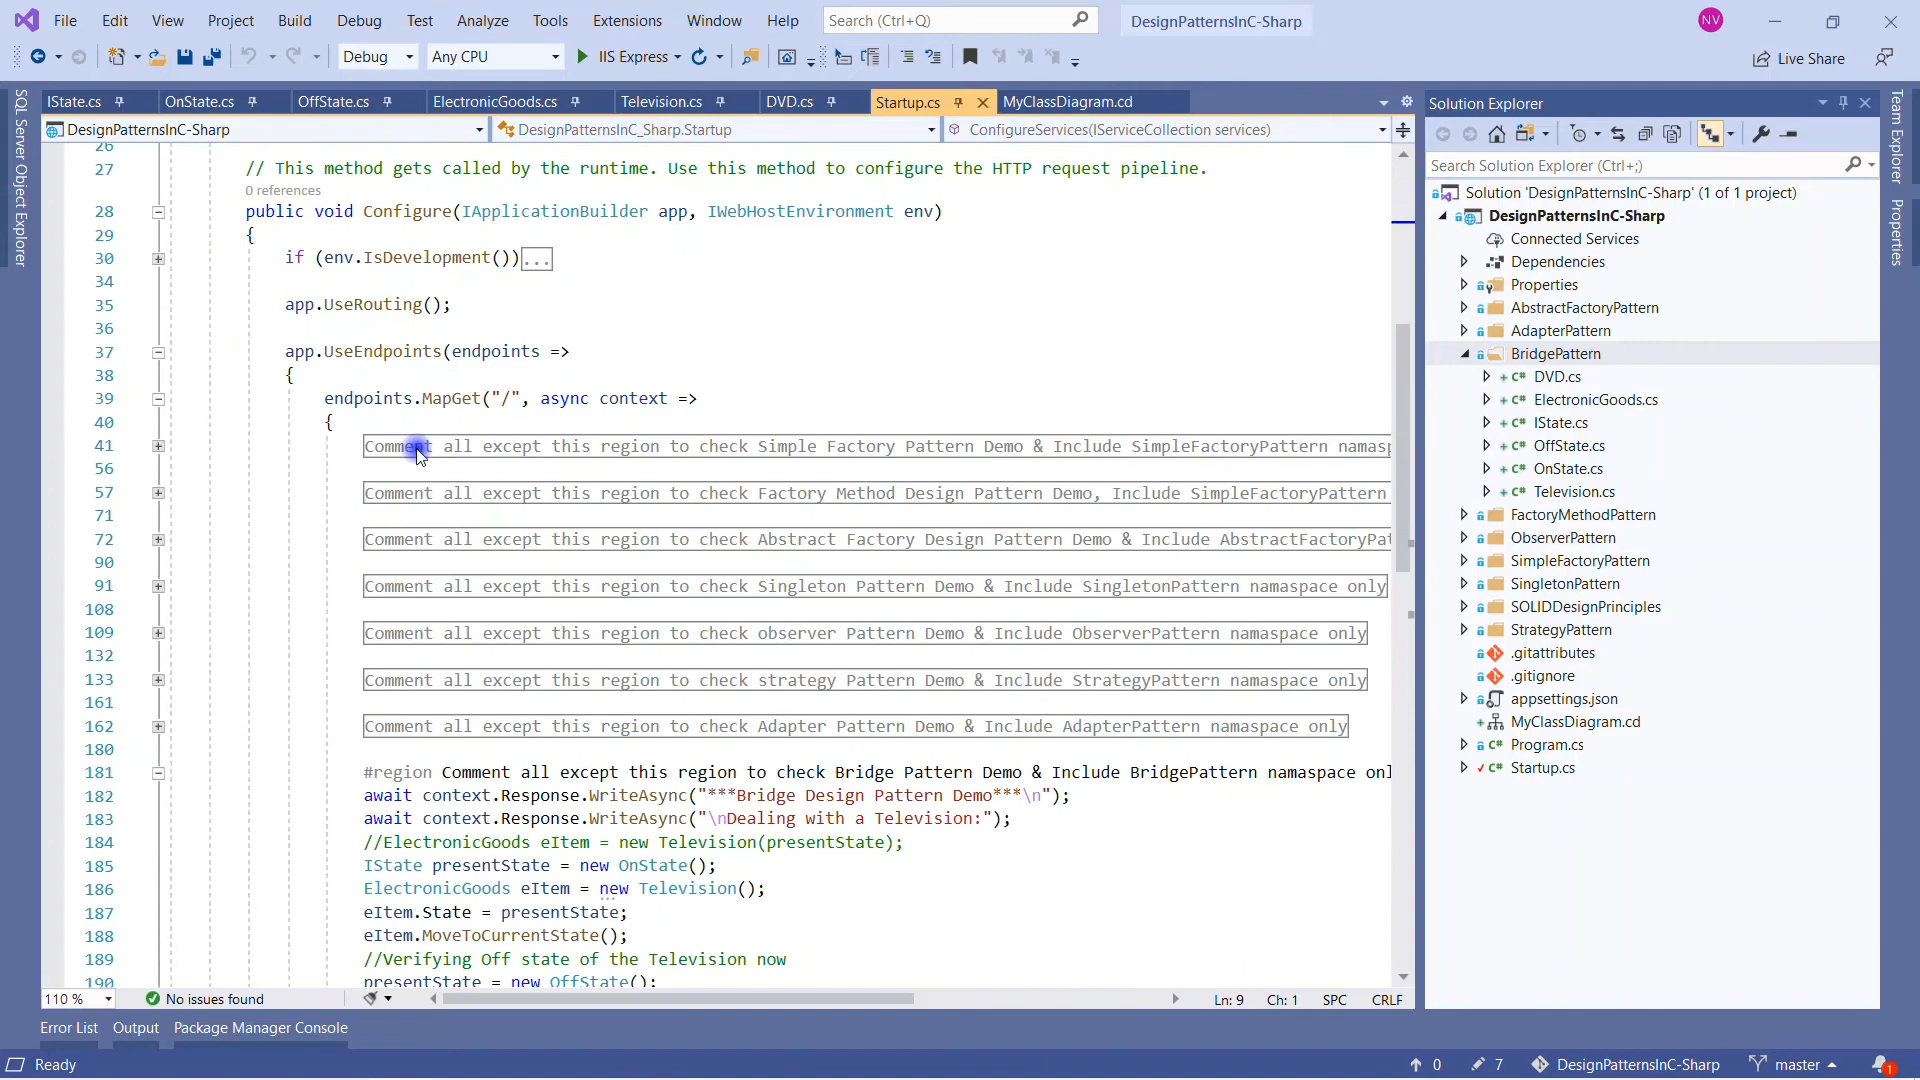 File Edit View Project Build Debug Test Analyze Tools Extensions Window Help Search (Ctrl+Q) DesignPatternsInC-Sharp NV
Debug Any CPU IIS Express Live Share
IState.cs OnState.cs OffState.cs ElectronicGoods.cs Television.cs DVD.cs Startup.cs MyClassDiagram.cd
DesignPatternsInC-Sharp DesignPatternsInC_Sharp.Startup ConfigureServices(IServiceCollection services)
SQL Server Object Explorer
26
27 // This method gets called by the runtime. Use this method to configure the HTTP request pipeline.
0 references
28 public void Configure(IApplicationBuilder app, IWebHostEnvironment env)
29 {
30 if (env.IsDevelopment())...
34
35 app.UseRouting();
36
37 app.UseEndpoints(endpoints =>
38 {
39 endpoints.MapGet("/", async context =>
40 {
41 Comment all except this region to check Simple Factory Pattern Demo & Include SimpleFactoryPattern namasp
56
57 Comment all except this region to check Factory Method Design Pattern Demo, Include SimpleFactoryPattern
71
72 Comment all except this region to check Abstract Factory Design Pattern Demo & Include AbstractFactoryPat
90
91 Comment all except this region to check Singleton Pattern Demo & Include SingletonPattern namaspace only
108
109 Comment all except this region to check observer Pattern Demo & Include ObserverPattern namaspace only
132
133 Comment all except this region to check strategy Pattern Demo & Include StrategyPattern namaspace only
161
162 Comment all except this region to check Adapter Pattern Demo & Include AdapterPattern namaspace only
180
181 #region Comment all except this region to check Bridge Pattern Demo & Include BridgePattern namaspace onl
182 await context.Response.WriteAsync("***Bridge Design Pattern Demo***\n");
183 await context.Response.WriteAsync("\nDealing with a Television:");
184 //ElectronicGoods eItem = new Television(presentState);
185 IState presentState = new OnState();
186 ElectronicGoods eItem = new Television();
187 eItem.State = presentState;
188 eItem.MoveToCurrentState();
189 //Verifying Off state of the Television now
190 presentState = new OffState();
110 % No issues found Ln: 9 Ch: 1 SPC CRLF
Solution Explorer
Search Solution Explorer (Ctrl+;)
Solution 'DesignPatternsInC-Sharp' (1 of 1 project)
DesignPatternsInC-Sharp
Connected Services
Dependencies
Properties
AbstractFactoryPattern
AdapterPattern
BridgePattern
C# DVD.cs
C# ElectronicGoods.cs
C# IState.cs
C# OffState.cs
C# OnState.cs
C# Television.cs
FactoryMethodPattern
ObserverPattern
SimpleFactoryPattern
SingletonPattern
SOLIDDesignPrinciples
StrategyPattern
.gitattributes
.gitignore
appsettings.json
MyClassDiagram.cd
C# Program.cs
C# Startup.cs
Team Explorer
Properties
Error List Output Package Manager Console
Ready 0 7 DesignPatternsInC-Sharp master 1